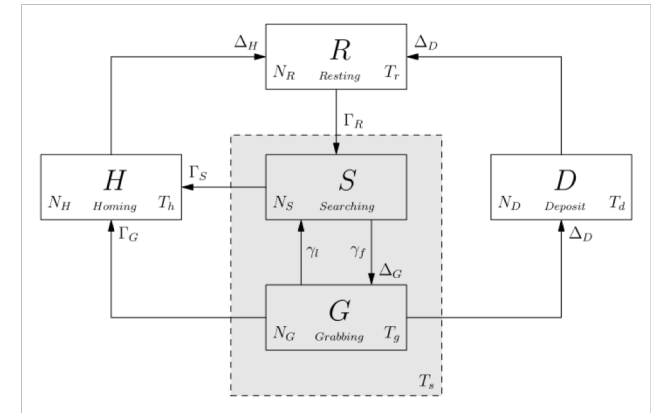 Δ_H
R
Δ_D
N_R Resting T_r
Γ_R
H
Γ_S
S
D
N_H Homing T_h
N_S Searching
N_D Deposit T_d
Γ_G
γ_l
γ_f
Δ_D
Δ_G
G
N_G Grabbing T_g
T_s